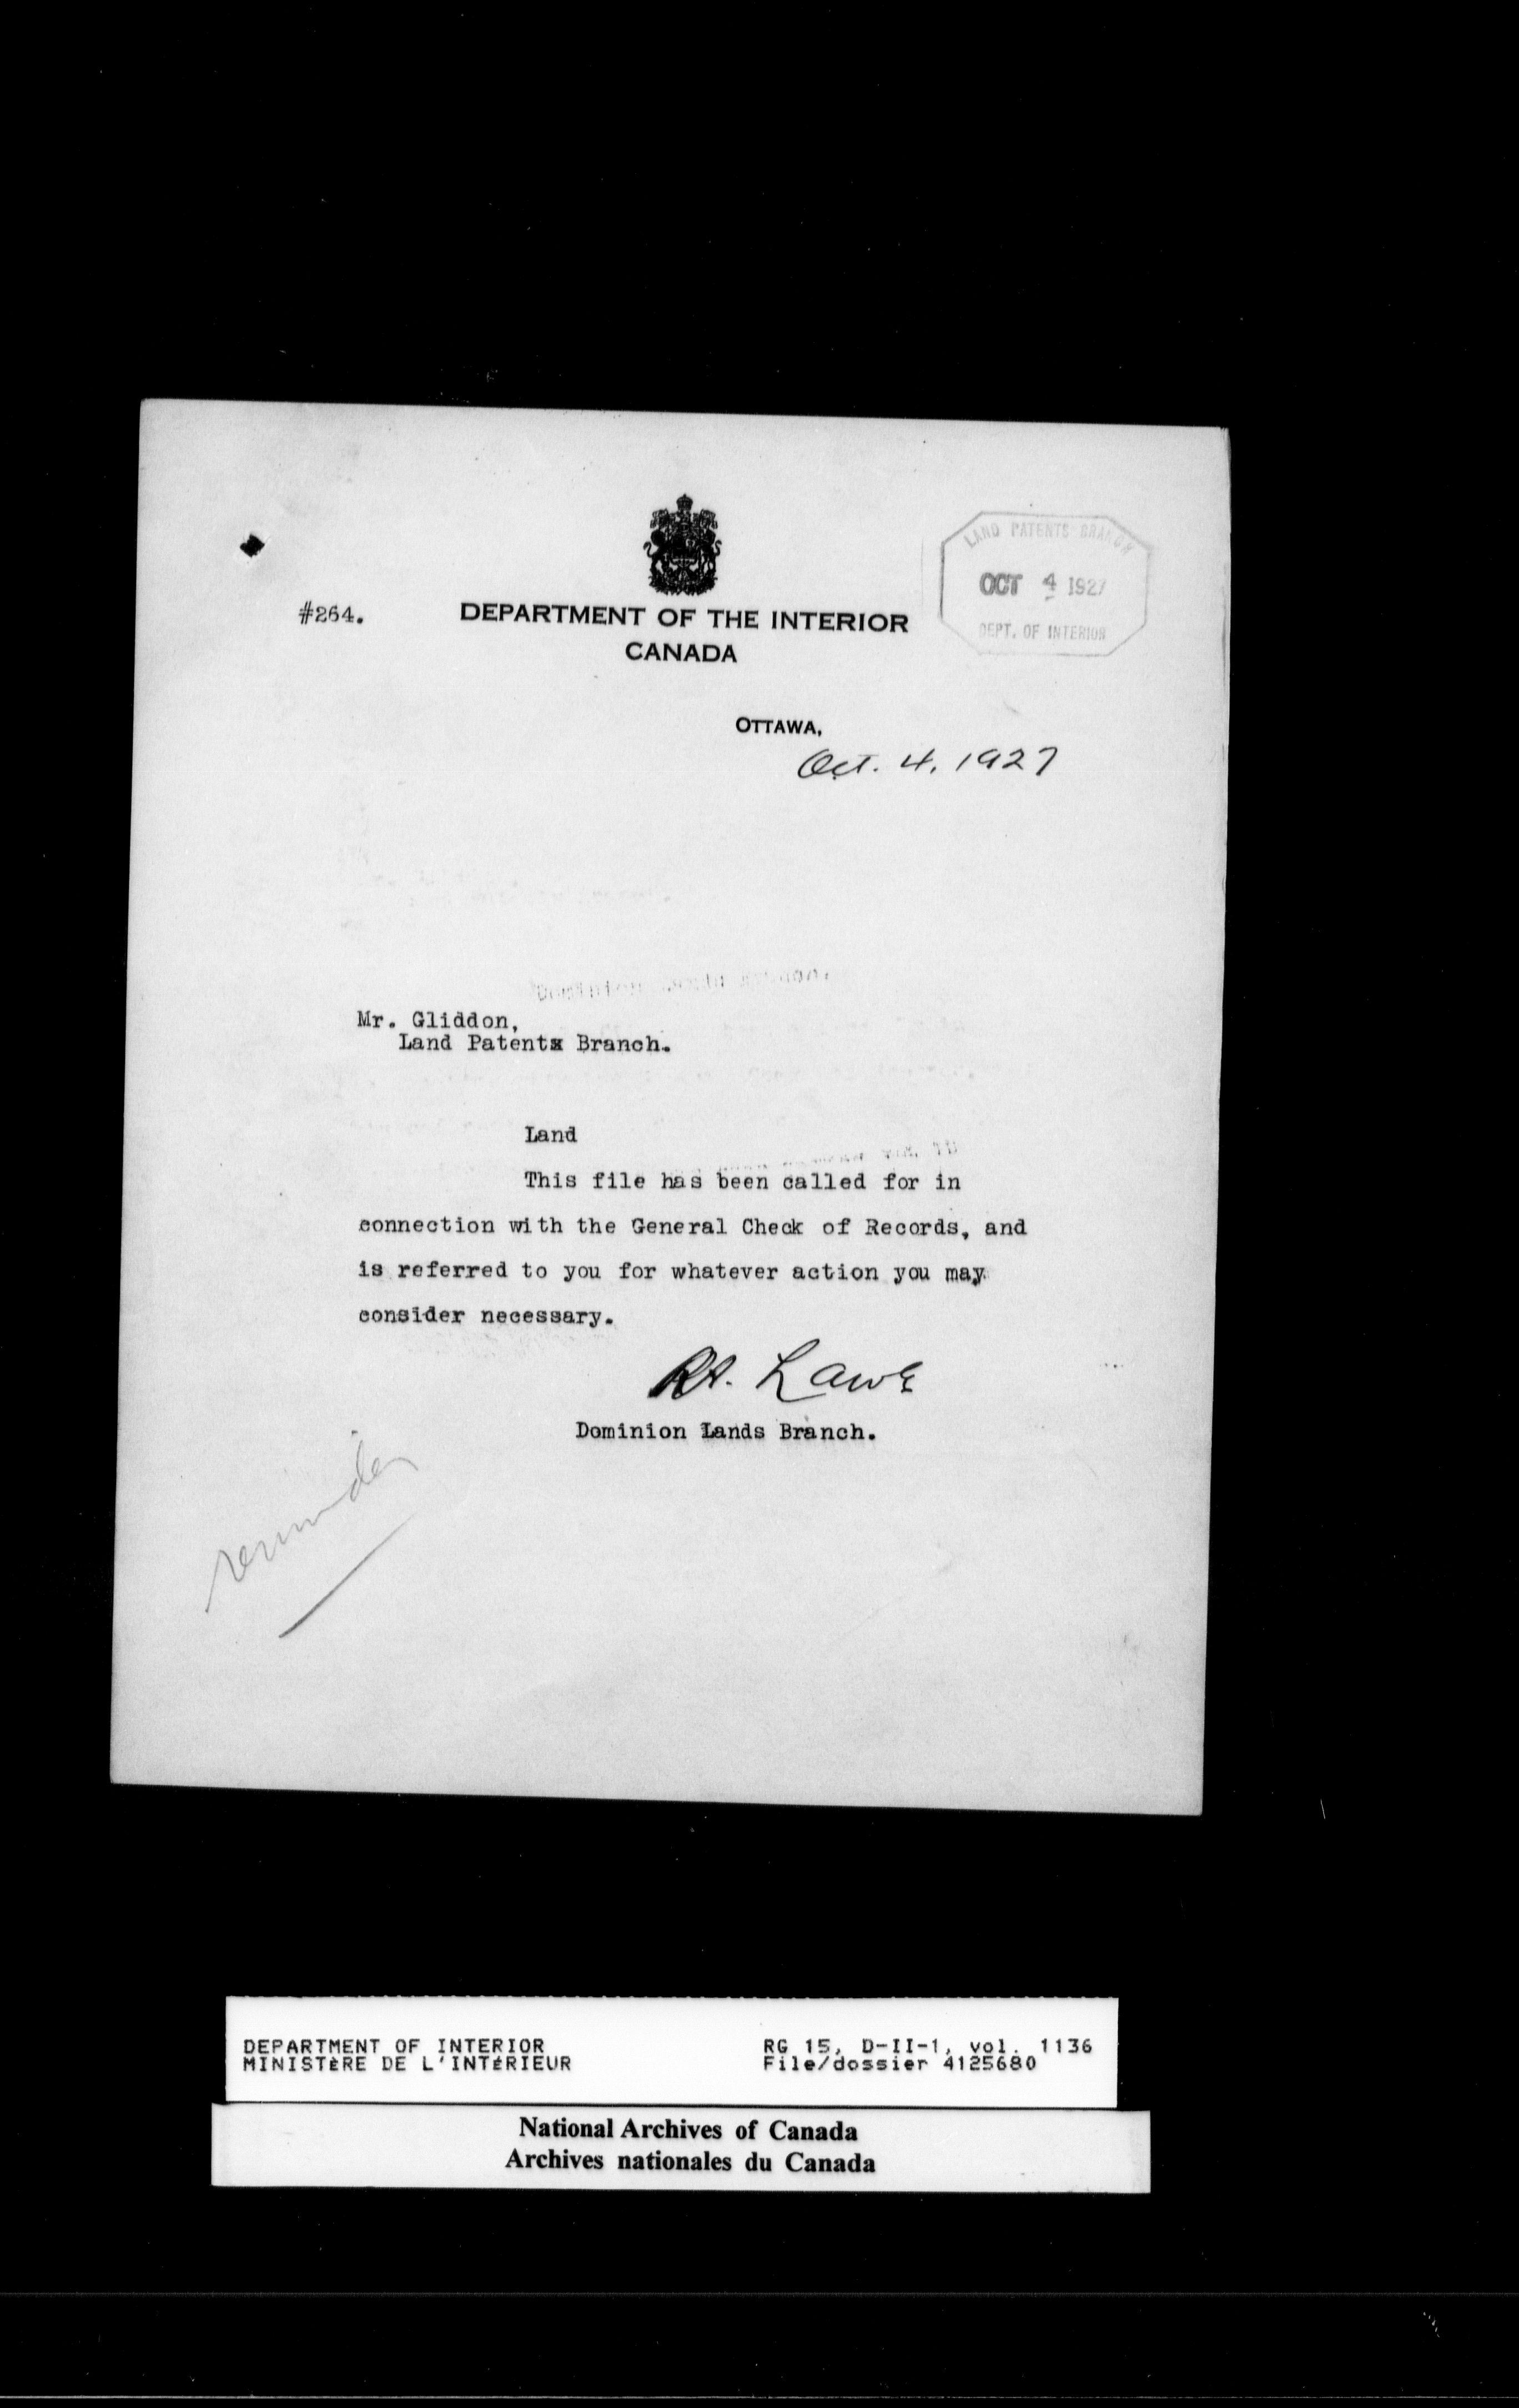 LAND PATENTS BRANCH
OCT 4 1927
DEPT. OF INTERIOR
#264.
DEPARTMENT OF THE INTERIOR
CANADA
OTTAWA,
Oct. 4, 1927
Mr. Gliddon,
Land Patents Branch.
Land
This file has been called for in
connection with the General Check of Records, and
is referred to you for whatever action you may
consider necessary.
Lawe
Dominion Lands Branch.
reminder
DEPARTMENT OF INTERIOR
MINISTÈRE DE L'INTÉRIEUR
RG 15, D-II-1, vol. 1136
File/dossier 4125680
National Archives of Canada
Archives nationales du Canada